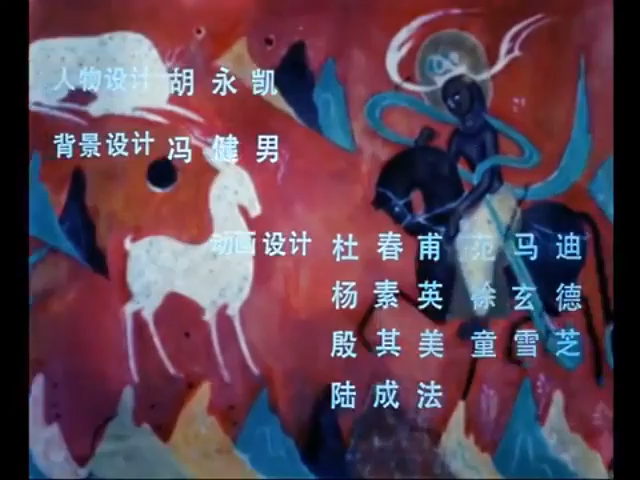 人物设计 胡永凯
背景设计 冯健男
动画设计 杜春甫 范马迪
杨素英 徐玄德
殷其美 童雪芝
陆成法